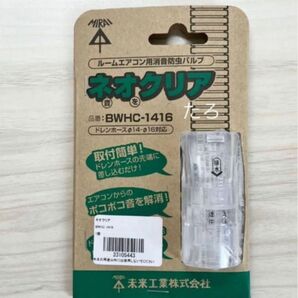 MIRAI
ルームエアコン用消音防虫バルブ
ネオクリア
音を
たろ
品番:BWHC-1416
ドレンホースφ14・φ16対応
取付簡単!
ドレンホースの先端に
差し込むだけ!
エアコンからの
ポコポコ音を解消!
ネオクリア
BWHC-1416
33106443
未来工業株式会社